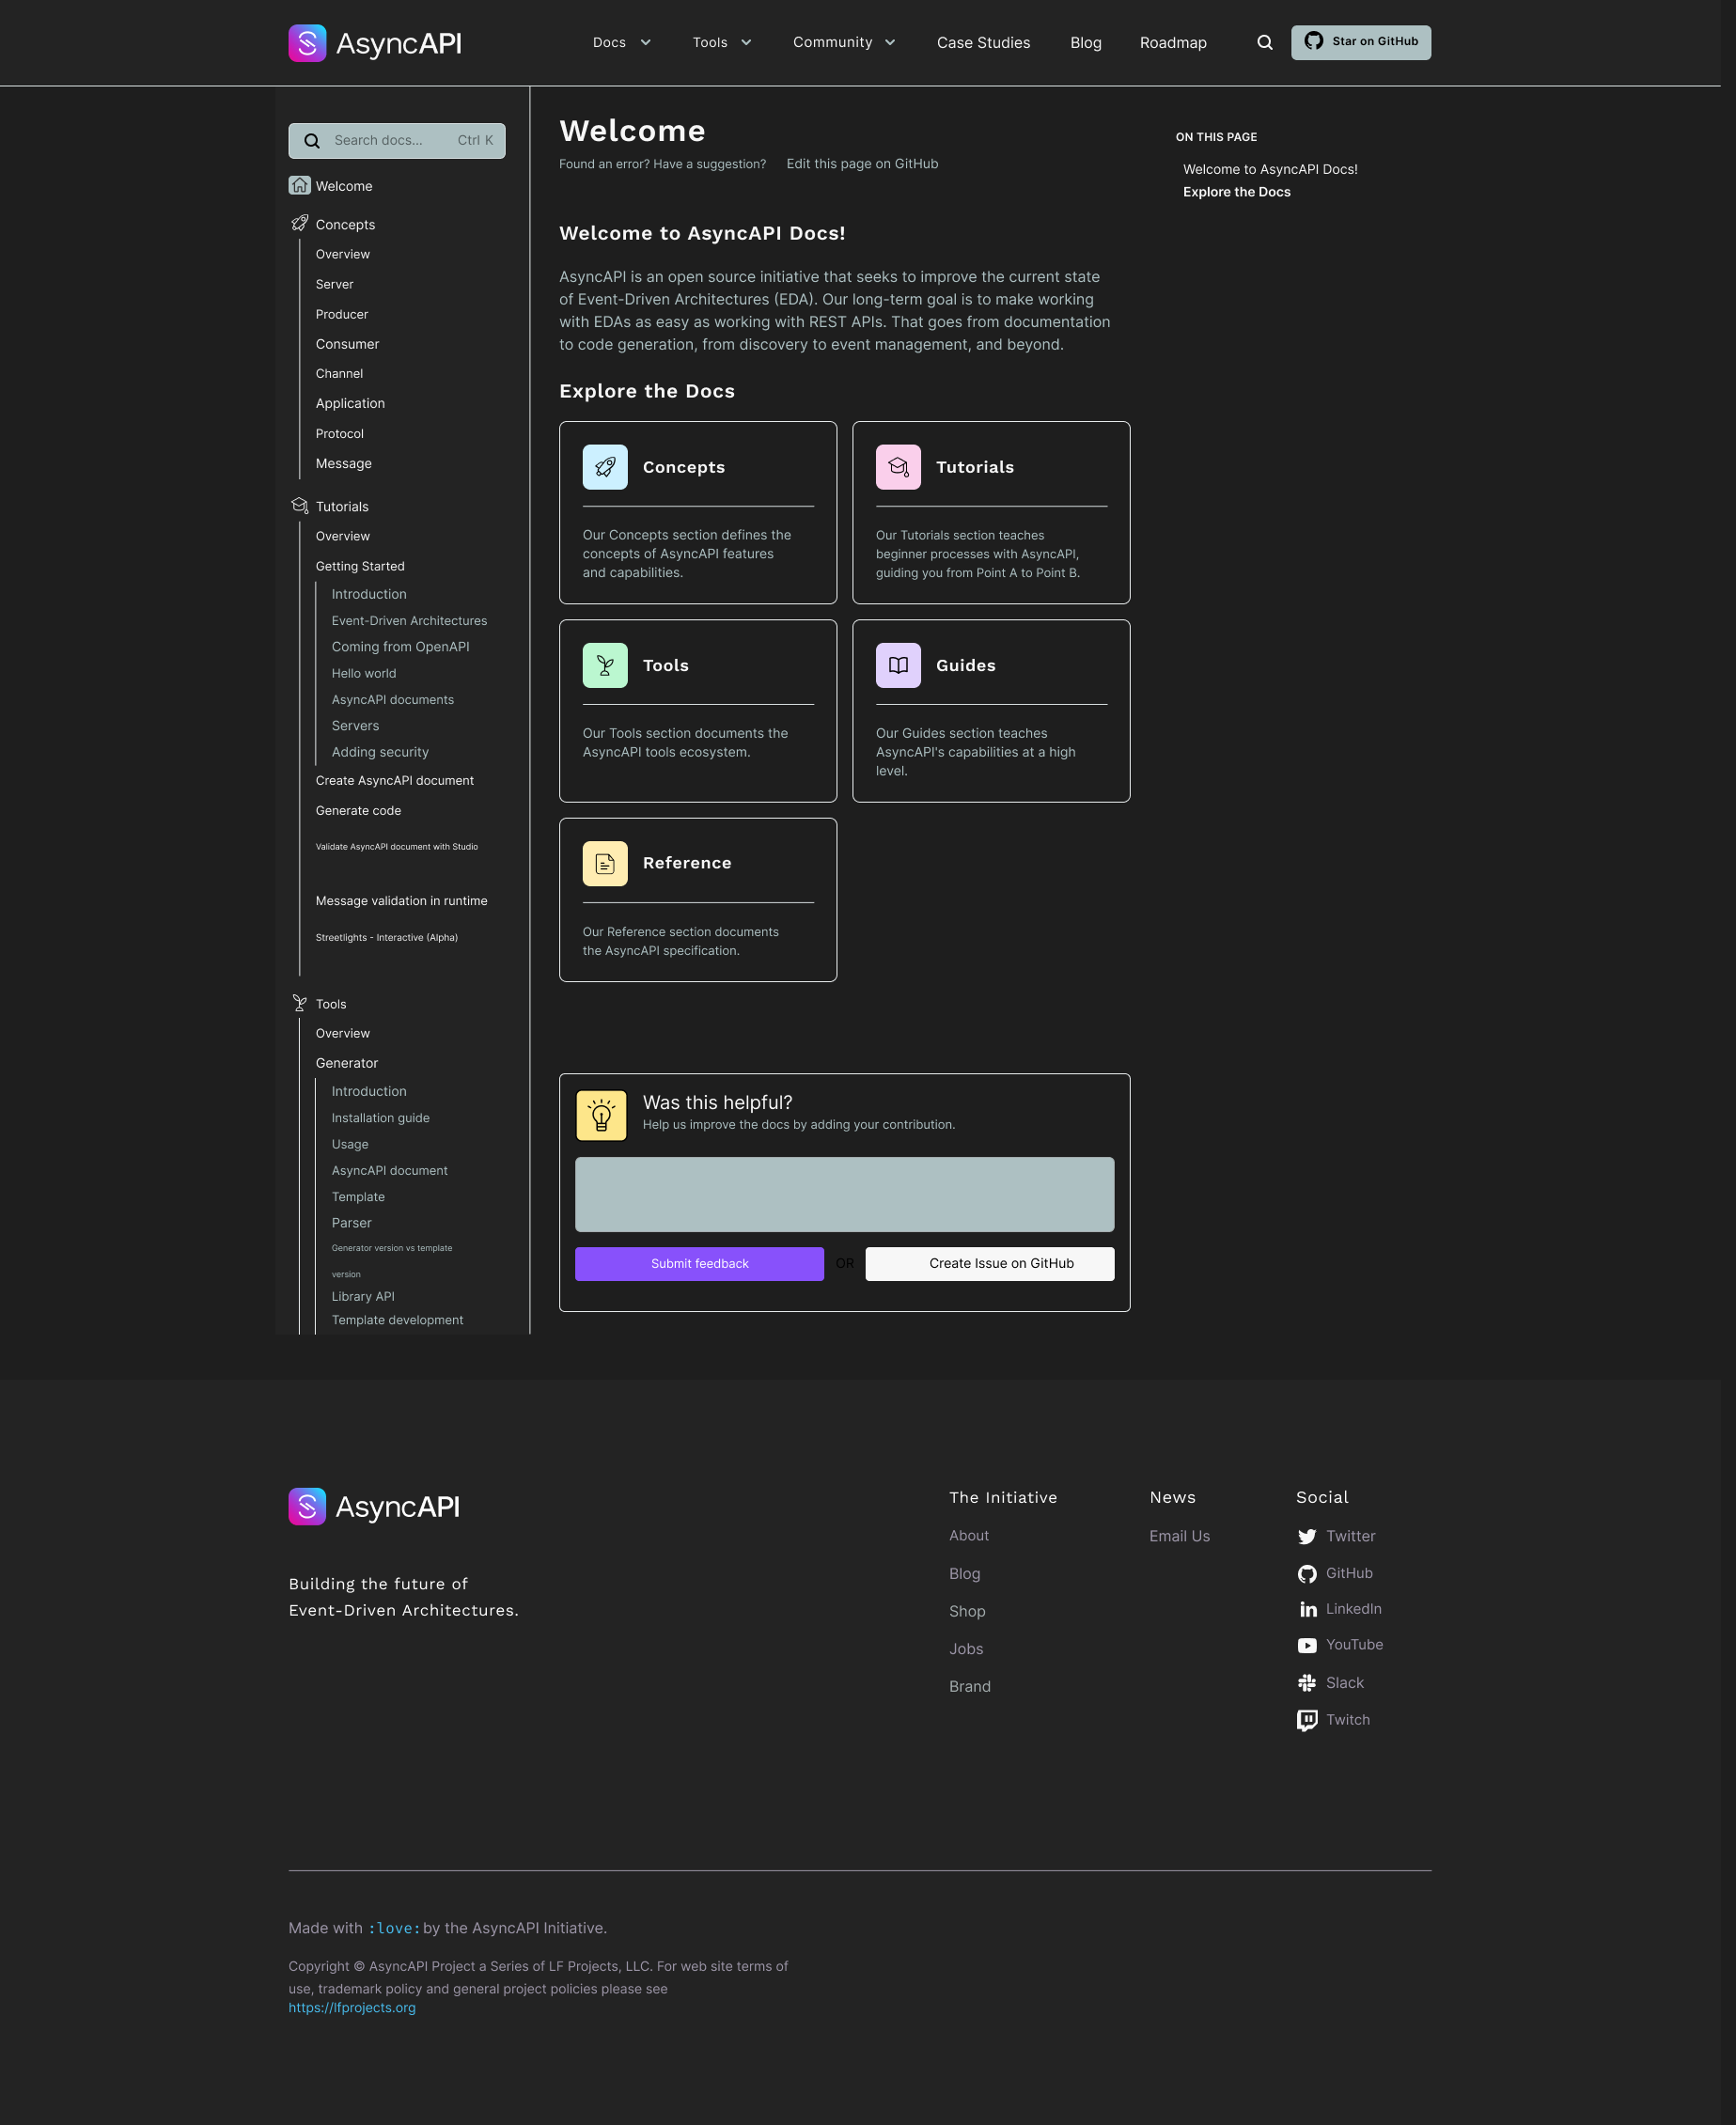 AsyncAPI
Docs
Tools
Community
Case Studies
Blog
Roadmap
Star on GitHub
Search docs...
Ctrl K
Welcome
Concepts
Overview
Server
Producer
Consumer
Channel
Application
Protocol
Message
Tutorials
Overview
Getting Started
Introduction
Event-Driven Architectures
Coming from OpenAPI
Hello world
AsyncAPI documents
Servers
Adding security
Create AsyncAPI document
Generate code
Validate AsyncAPI document with Studio
Message validation in runtime
Streetlights - Interactive (Alpha)
Tools
Overview
Generator
Introduction
Installation guide
Usage
AsyncAPI document
Template
Parser
Generator version vs template
version
Library API
Template development
Welcome
Found an error? Have a suggestion?
Edit this page on GitHub
Welcome to AsyncAPI Docs!
AsyncAPI is an open source initiative that seeks to improve the current state
of Event-Driven Architectures (EDA). Our long-term goal is to make working
with EDAs as easy as working with REST APIs. That goes from documentation
to code generation, from discovery to event management, and beyond.
Explore the Docs
Concepts
Our Concepts section defines the
concepts of AsyncAPI features
and capabilities.
Tutorials
Our Tutorials section teaches
beginner processes with AsyncAPI,
guiding you from Point A to Point B.
Tools
Our Tools section documents the
AsyncAPI tools ecosystem.
Guides
Our Guides section teaches
AsyncAPI's capabilities at a high
level.
Reference
Our Reference section documents
the AsyncAPI specification.
Was this helpful?
Help us improve the docs by adding your contribution.
Submit feedback
OR
Create Issue on GitHub
ON THIS PAGE
Welcome to AsyncAPI Docs!
Explore the Docs
AsyncAPI
Building the future of
Event-Driven Architectures.
The Initiative
About
Blog
Shop
Jobs
Brand
News
Email Us
Social
Twitter
GitHub
LinkedIn
YouTube
Slack
Twitch
Made with :love: by the AsyncAPI Initiative.
Copyright © AsyncAPI Project a Series of LF Projects, LLC. For web site terms of
use, trademark policy and general project policies please see
https://lfprojects.org